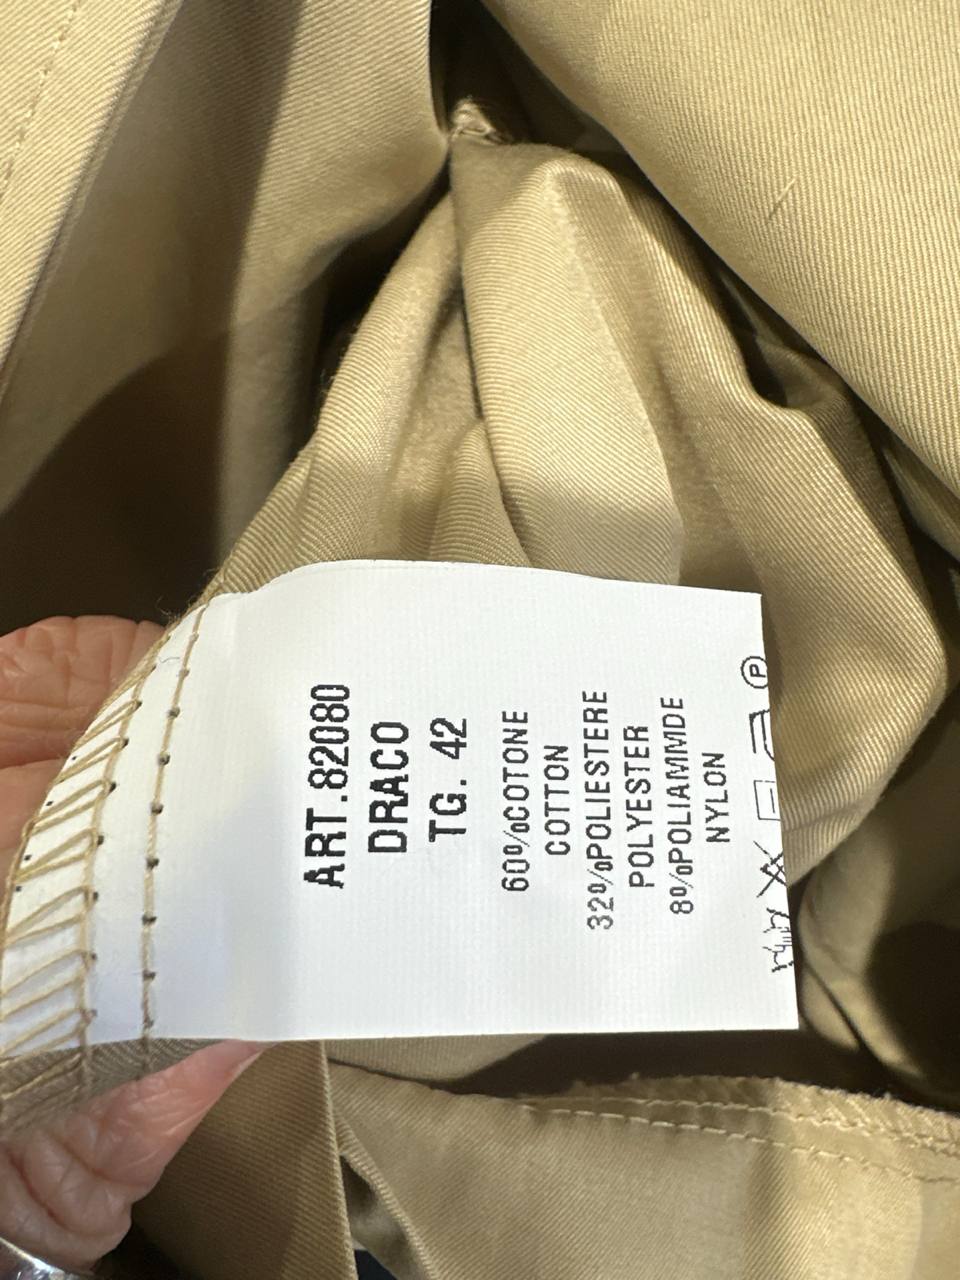 ART.82080
DRACO
TG. 42
60%COTONE
COTTON
32%POLIESTERE
POLYESTER
8%POLIAMMIDE
NYLON
P